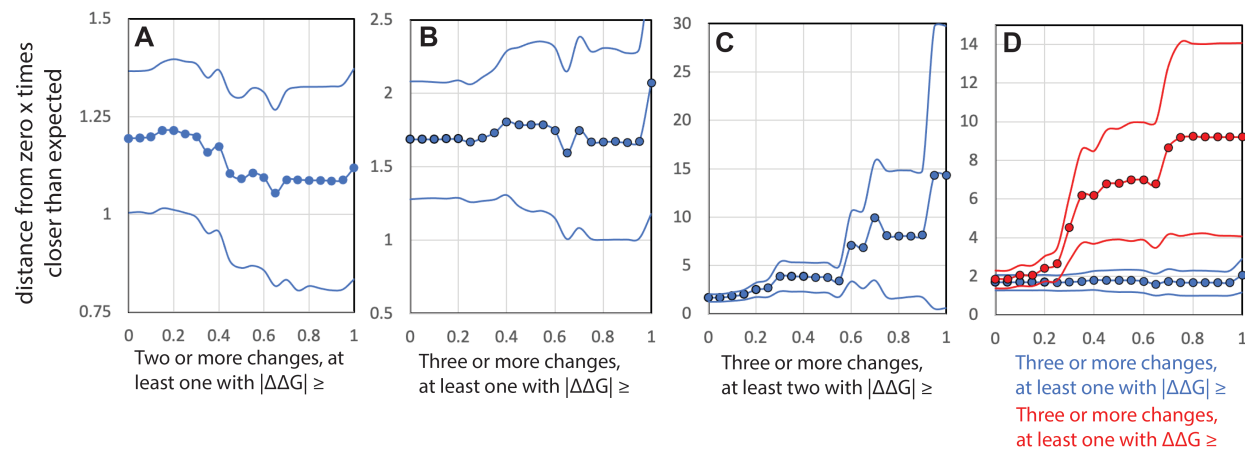 distance from zero x times
closer than expected
A
1.5
1.25
1
0.75
0 0.2 0.4 0.6 0.8 1
Two or more changes, at
least one with |ΔΔG| ≥
B
2.5
2
1.5
1
0.5
0 0.2 0.4 0.6 0.8 1
Three or more changes,
at least one with |ΔΔG| ≥
C
30
25
20
15
10
5
0
0 0.2 0.4 0.6 0.8 1
Three or more changes,
at least two with |ΔΔG| ≥
D
14
12
10
8
6
4
2
0
0 0.2 0.4 0.6 0.8 1
Three or more changes,
at least one with |ΔΔG| ≥
Three or more changes,
at least one with ΔΔG ≥